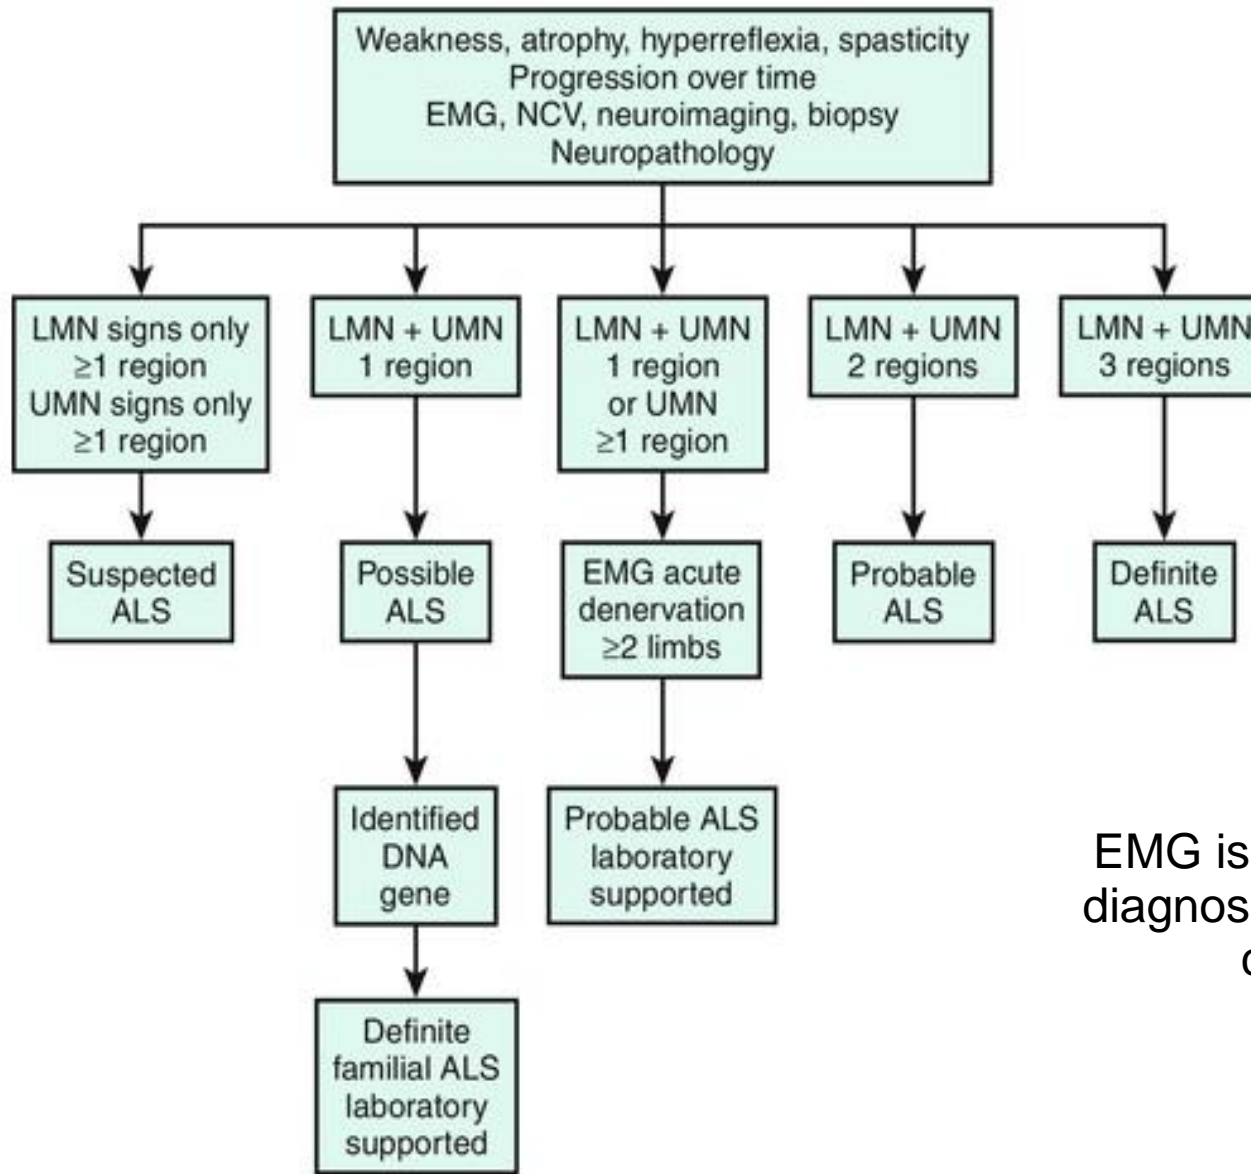 Weakness, atrophy, hyperreflexia, spasticity
Progression over time
EMG, NCV, neuroimaging, biopsy
Neuropathology
LMN signs only
≥1 region
UMN signs only
≥1 region
LMN + UMN
1 region
LMN + UMN
1 region
or UMN
≥1 region
LMN + UMN
2 regions
LMN + UMN
3 regions
Suspected
ALS
Possible
ALS
EMG acute
denervation
≥2 limbs
Probable
ALS
Definite
ALS
Identified
DNA
gene
Probable ALS
laboratory
supported
Definite
familial ALS
laboratory
supported
EMG is